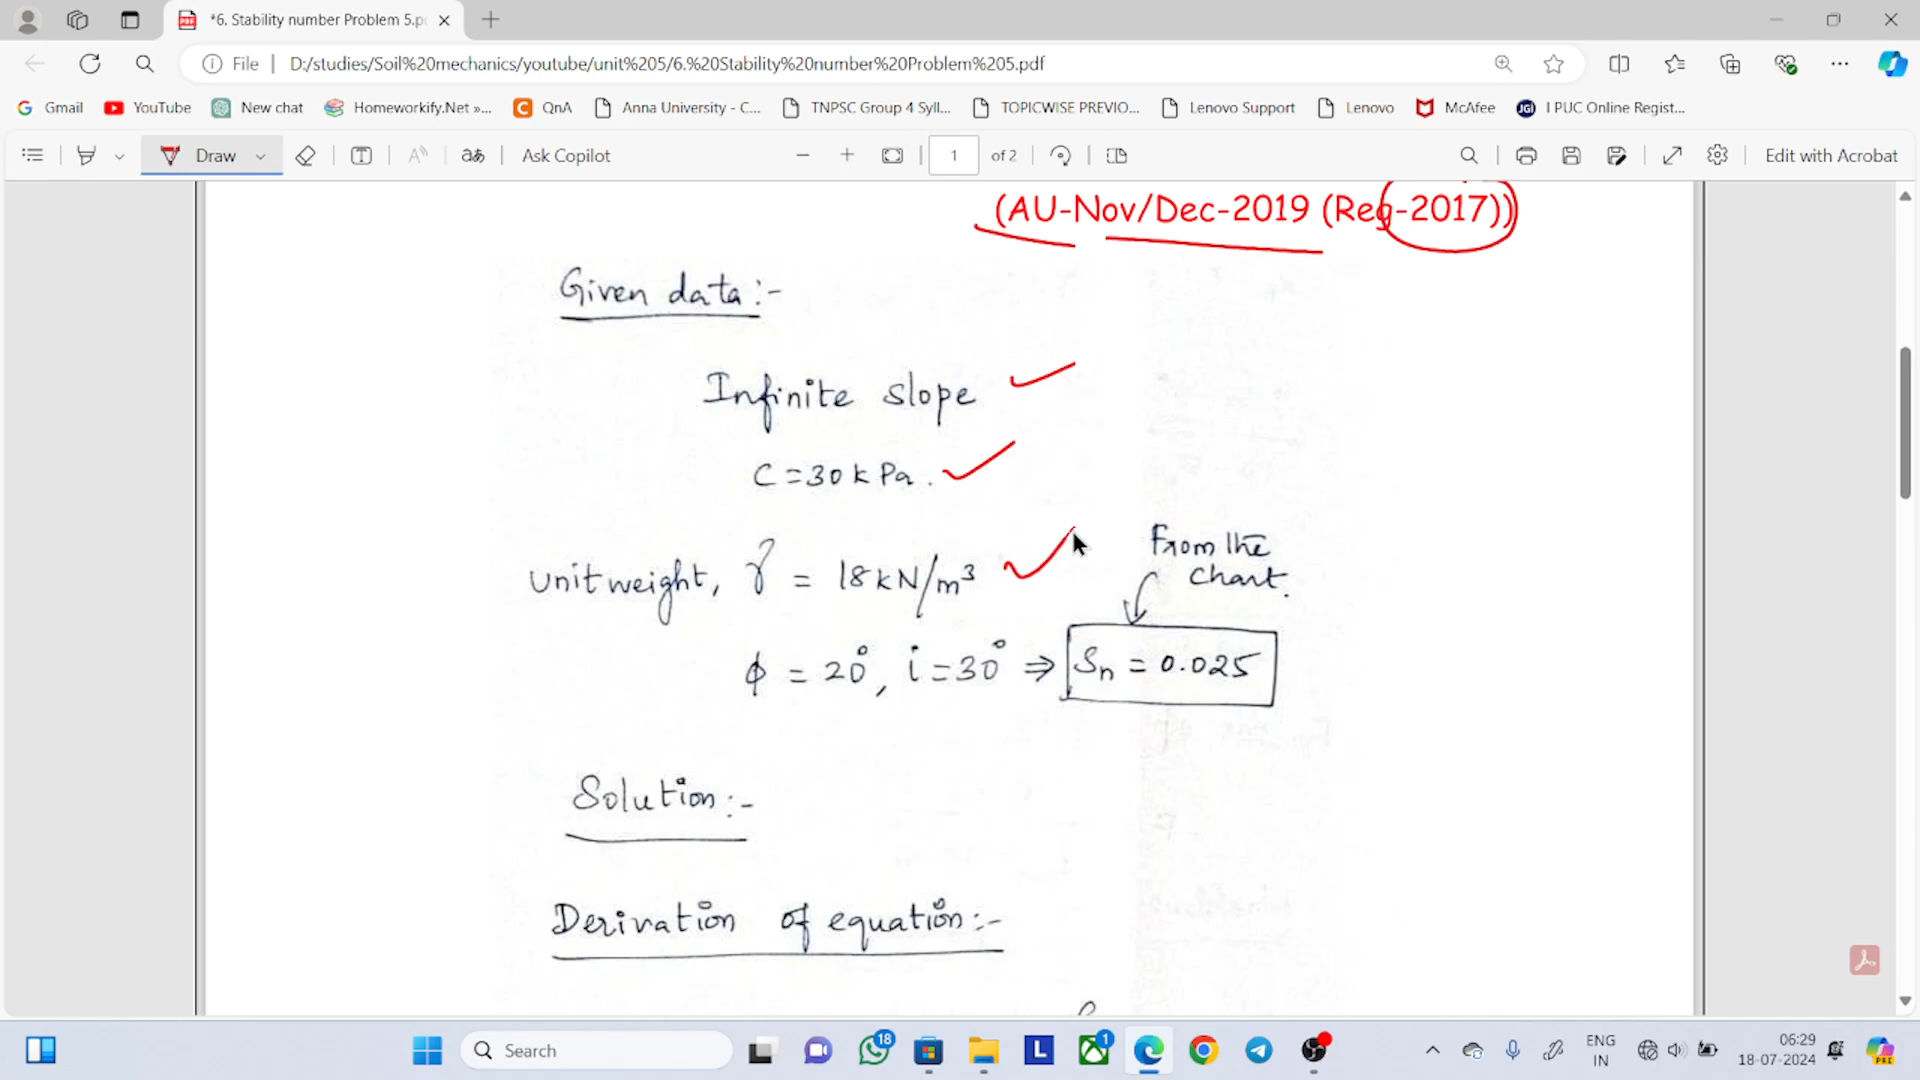 *6. Stability number Problem 5.p
File
D:/studies/Soil%20mechanics/youtube/unit%205/6.%20Stability%20number%20Problem%205.pdf
Gmail
YouTube
New chat
Homeworkify.Net »...
QnA
Anna University - C...
TNPSC Group 4 Syll...
TOPICWISE PREVIO...
Lenovo Support
Lenovo
McAfee
I PUC Online Regist...
Draw
Ask Copilot
1
of 2
Edit with Acrobat
(AU-Nov/Dec-2019 (Reg-2017))
Given data:-
Infinite slope
C = 30 k Pa.
unit weight, γ = 18 kN/m³
From the
chart.
ϕ = 20°, i = 30° ⇒ Sn = 0.025
Solution:-
Derivation of equation:-
Search
18
1
ENG
IN
06:29
18-07-2024